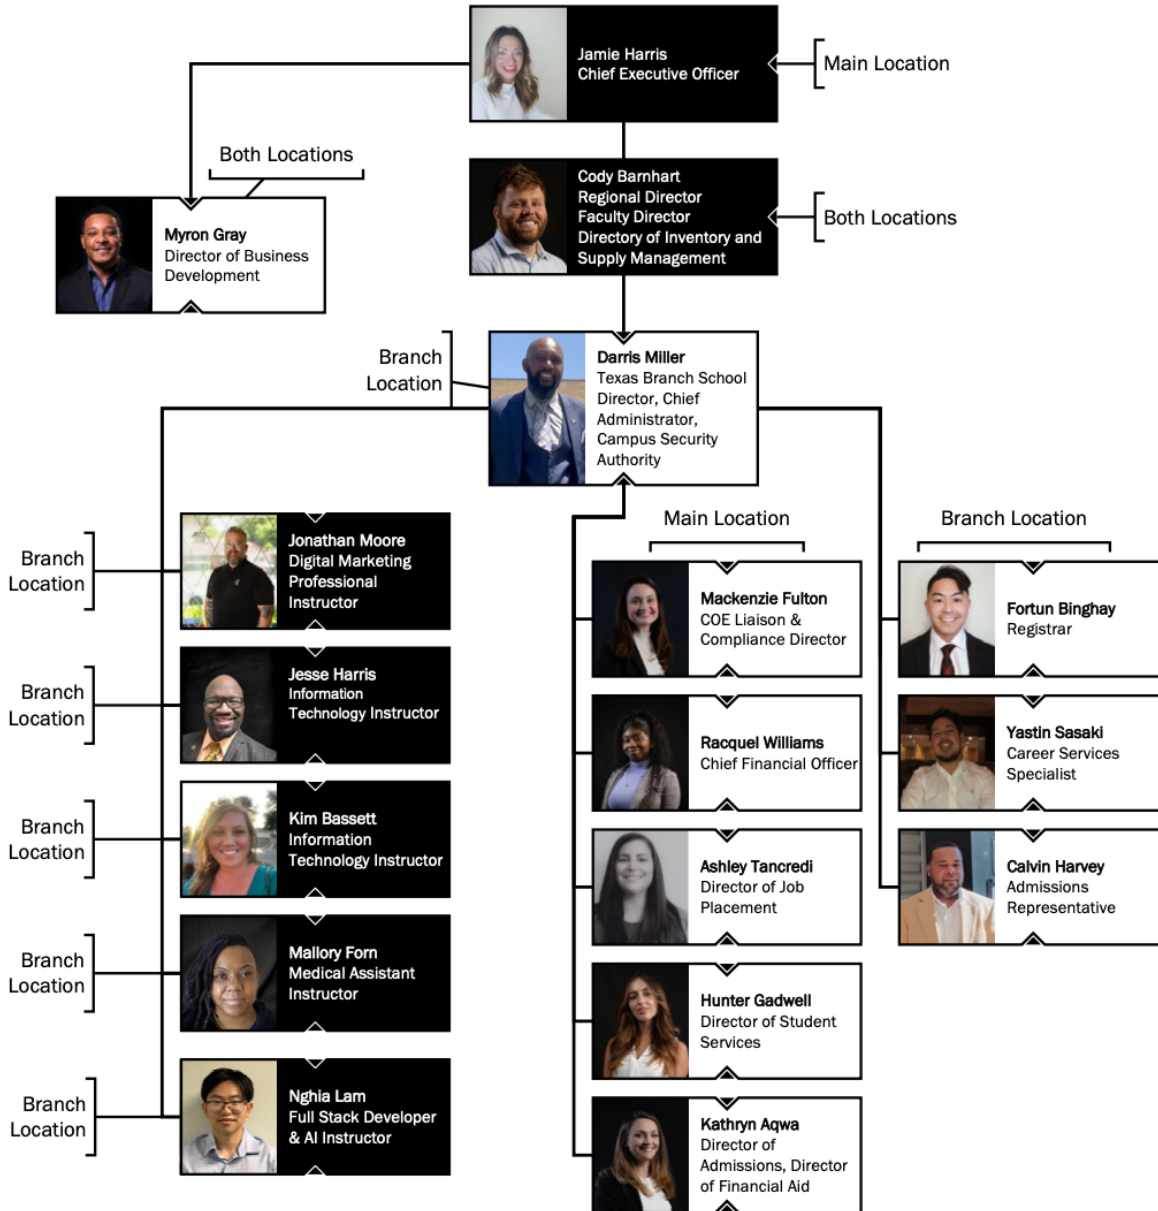 Jamie Harris
Chief Executive Officer
Main Location
Both Locations
Myron Gray
Director of Business
Development
Cody Barnhart
Regional Director
Faculty Director
Directory of Inventory and
Supply Management
Both Locations
Branch
Location
Darris Miller
Texas Branch School
Director, Chief
Administrator,
Campus Security
Authority
Branch
Location
Jonathan Moore
Digital Marketing
Professional
Instructor
Branch
Location
Jesse Harris
Information
Technology Instructor
Branch
Location
Kim Bassett
Information
Technology Instructor
Branch
Location
Mallory Forn
Medical Assistant
Instructor
Branch
Location
Nghia Lam
Full Stack Developer
& AI Instructor
Main Location
Mackenzie Fulton
COE Liaison &
Compliance Director
Racquel Williams
Chief Financial Officer
Ashley Tancredi
Director of Job
Placement
Hunter Gadwell
Director of Student
Services
Kathryn Aqwa
Director of
Admissions, Director
of Financial Aid
Branch Location
Fortun Binghay
Registrar
Yastin Sasaki
Career Services
Specialist
Calvin Harvey
Admissions
Representative